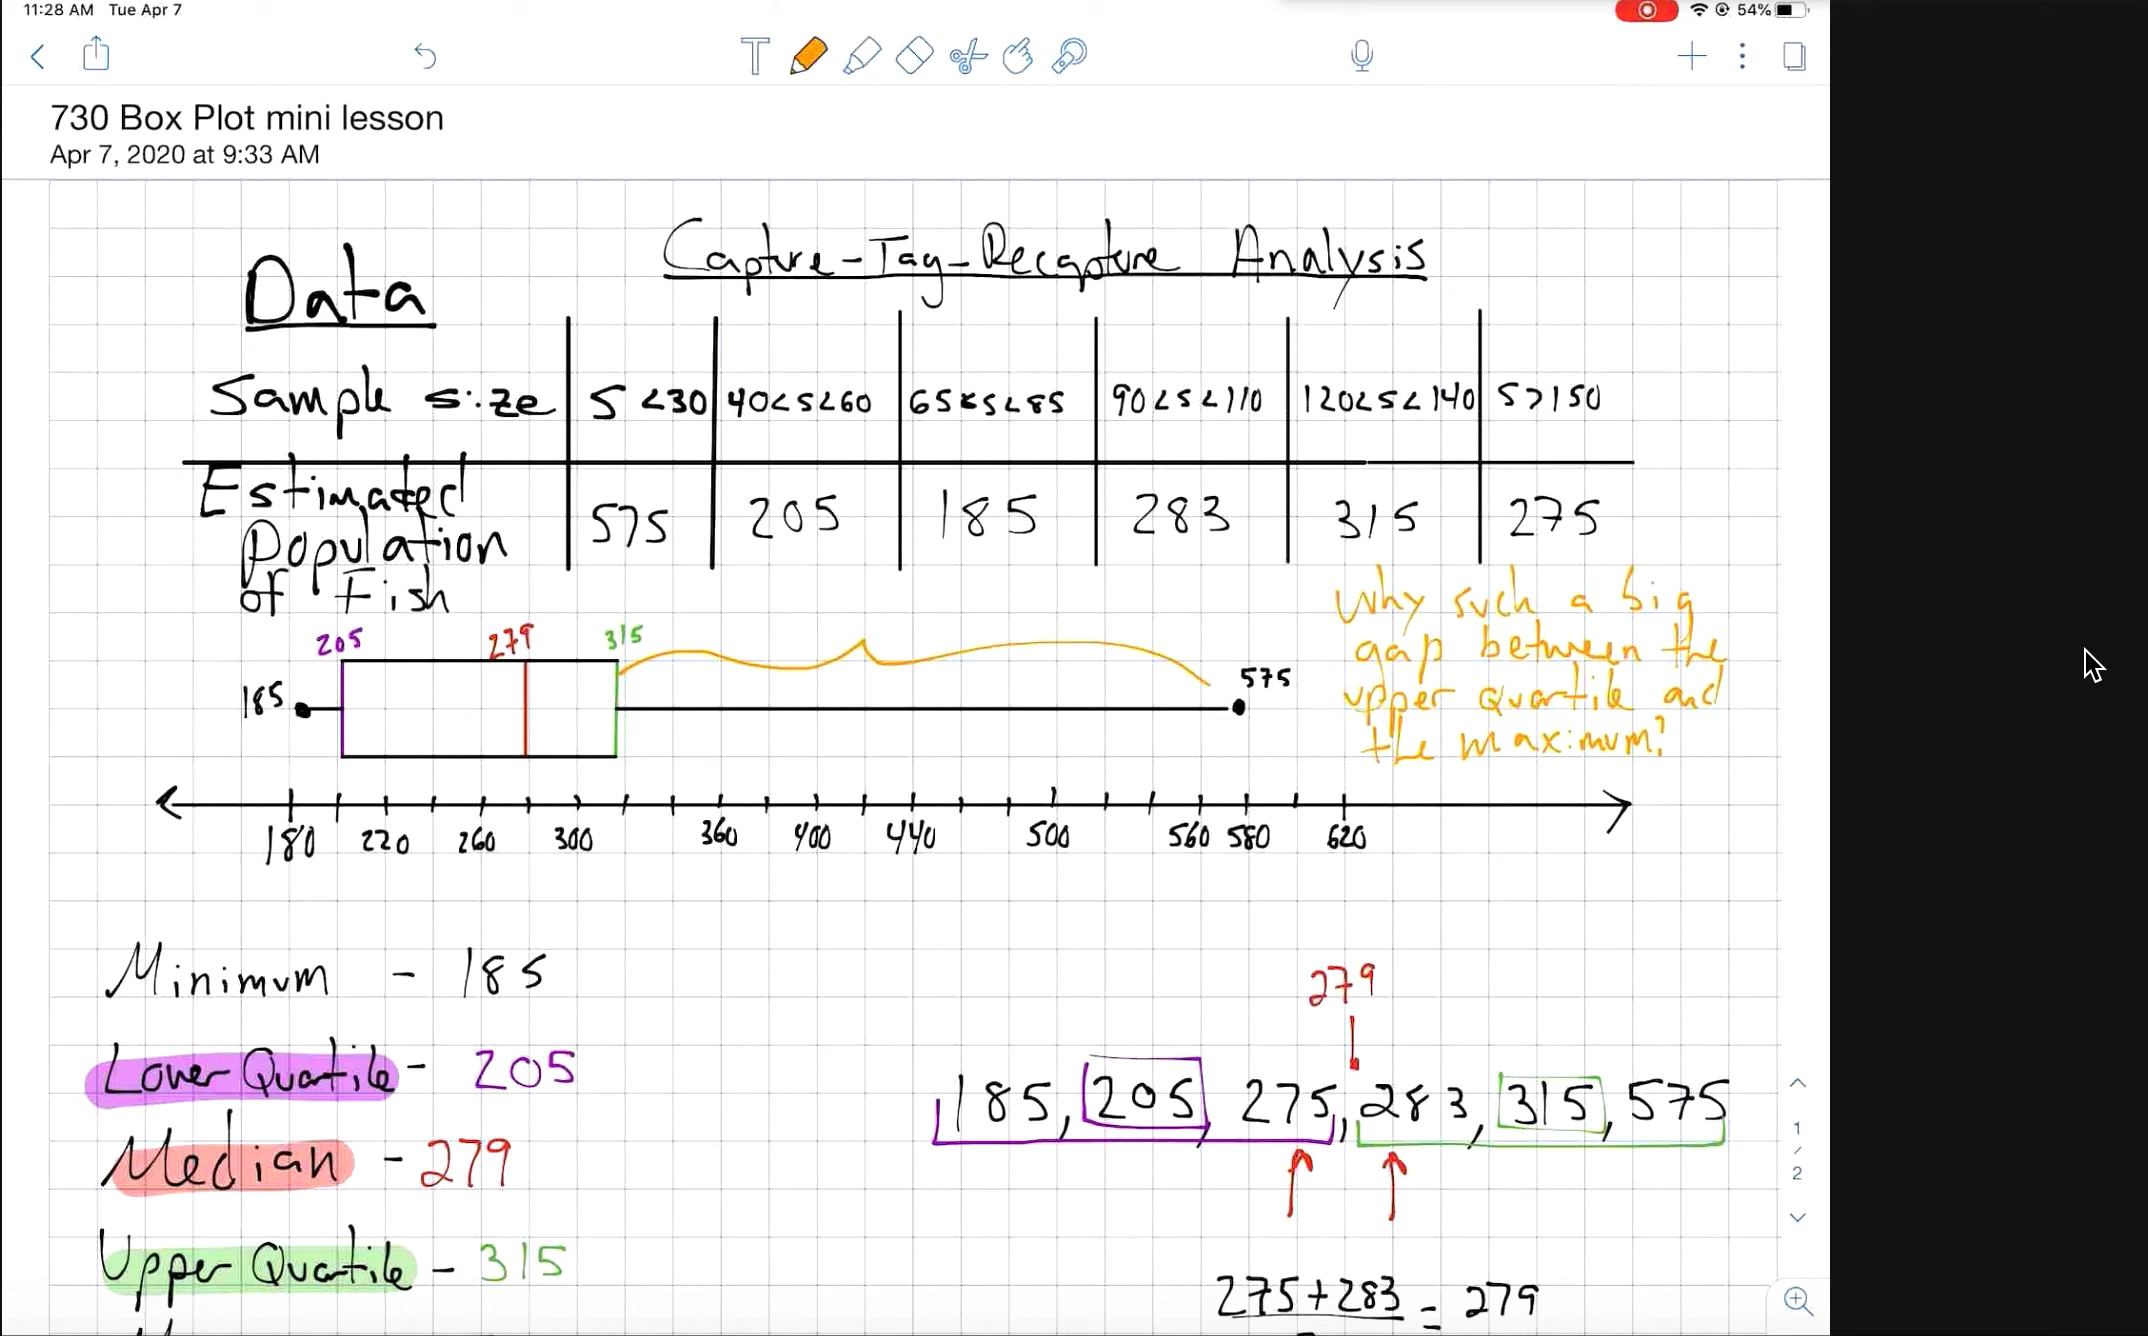 11:28 AM Tue Apr 7
54%
730 Box Plot mini lesson
Apr 7, 2020 at 9:33 AM
Capture-Tag-Recapture Analysis
Data
Sample size S<30 40<S<60 65<S<85 90<S<110 120<S<140 S>150
Estimated Population of Fish 575 205 185 283 315 275
Why such a big
gap between the
upper quartile and
the maximum?
205 279 315
185 575
180 220 260 300 360 400 440 500 560 580 620
Minimum - 185
279
Lower Quartile - 205
185, 205, 275, 283, 315, 575
Median - 279
Upper Quartile - 315
275+283 = 279
1
/
2